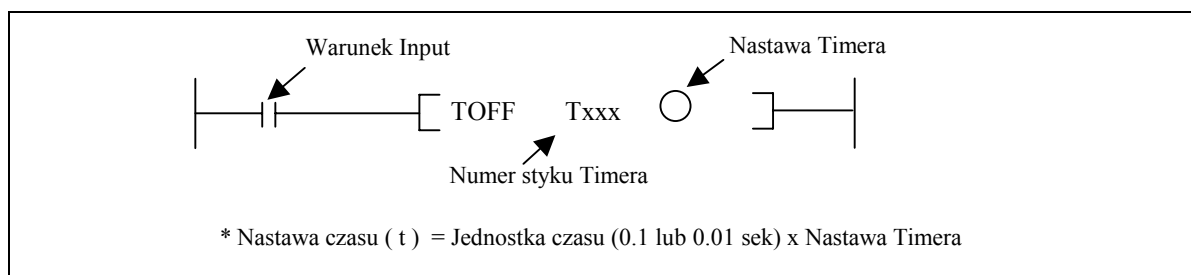 Warunek Input
Nastawa Timera
TOFF Txxx
Numer styku Timera
* Nastawa czasu ( t ) = Jednostka czasu (0.1 lub 0.01 sek) x Nastawa Timera